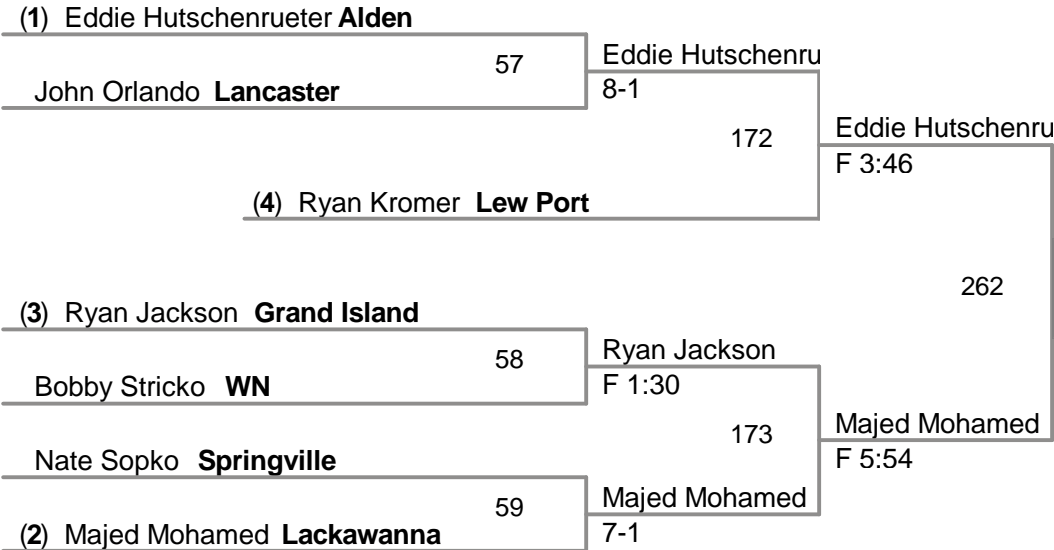 (1) Eddie Hutschenrueter Alden
57
Eddie Hutschenru
John Orlando Lancaster
8-1
172
Eddie Hutschenru
F 3:46
(4) Ryan Kromer Lew Port
262
(3) Ryan Jackson Grand Island
58
Ryan Jackson
Bobby Stricko WN
F 1:30
173
Majed Mohamed
Nate Sopko Springville
F 5:54
59
Majed Mohamed
(2) Majed Mohamed Lackawanna
7-1